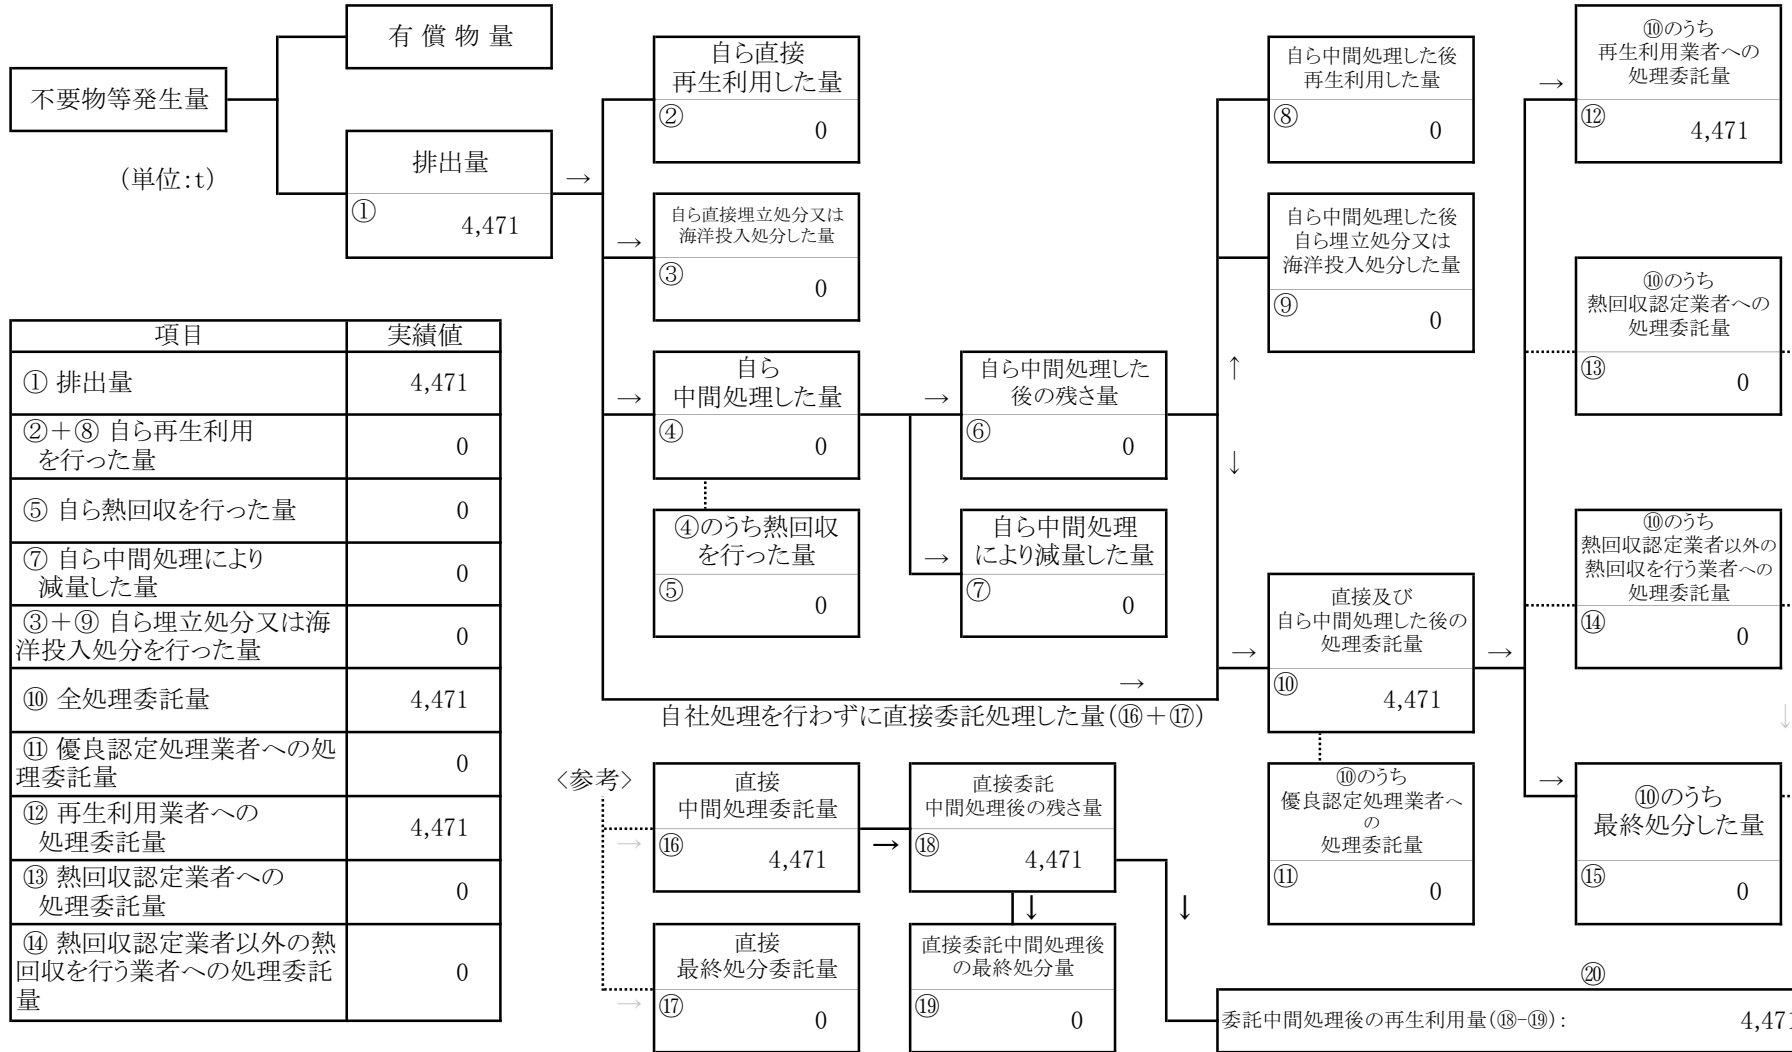 不要物等発生量
(単位:t)
有 償 物 量
排出量
①
4,471
→
自ら直接
再生利用した量
②
0
→
自ら直接埋立処分又は
海洋投入処分した量
③
0
→
自ら
中間処理した量
④
0
④のうち熱回収
を行った量
⑤
0
→
自ら中間処理した
後の残さ量
⑥
0
→
自ら中間処理
により減量した量
⑦
0
↑
↓
自ら中間処理した後
再生利用した量
⑧
0
自ら中間処理した後
自ら埋立処分又は
海洋投入処分した量
⑨
0
→
自社処理を行わずに直接委託処理した量(⑯+⑰)
→
直接及び
自ら中間処理した後の
処理委託量
⑩
4,471
⑩のうち
優良認定処理業者へ
の
処理委託量
⑪
0
→
→
⑩のうち
再生利用業者への
処理委託量
⑫
4,471
⑩のうち
熱回収認定業者への
処理委託量
⑬
0
⑩のうち
熱回収認定業者以外の
熱回収を行う業者への
処理委託量
⑭
0
↓
→
⑩のうち
最終処分した量
⑮
0
項目 実績値
① 排出量 4,471
②+⑧ 自ら再生利用
を行った量 0
⑤ 自ら熱回収を行った量 0
⑦ 自ら中間処理により
減量した量 0
③+⑨ 自ら埋立処分又は海
洋投入処分を行った量 0
⑩ 全処理委託量 4,471
⑪ 優良認定処理業者への処
理委託量 0
⑫ 再生利用業者への
処理委託量 4,471
⑬ 熱回収認定業者への
処理委託量 0
⑭ 熱回収認定業者以外の熱
回収を行う業者への処理委託
量 0
<参考>
→
直接
中間処理委託量
⑯
4,471
→
直接委託
中間処理後の残さ量
⑱
4,471
↓
↓
→
直接
最終処分委託量
⑰
0
直接委託中間処理後
の最終処分量
⑲
0
⑳
委託中間処理後の再生利用量(⑱-⑲): 4,471